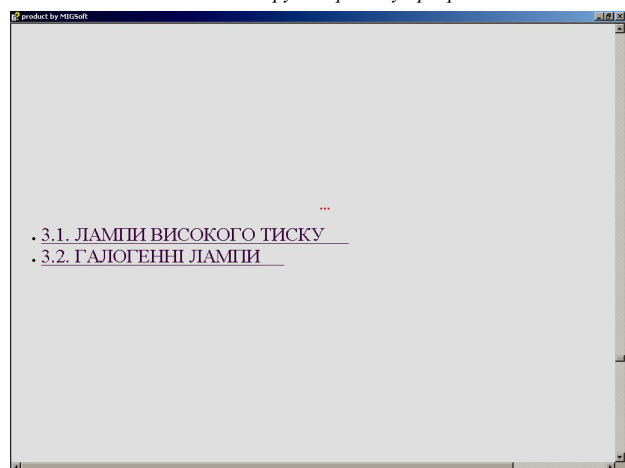 product by MIGSoft
...
• 3.1. ЛАМПИ ВИСОКОГО ТИСКУ
• 3.2. ГАЛОГЕННІ ЛАМПИ